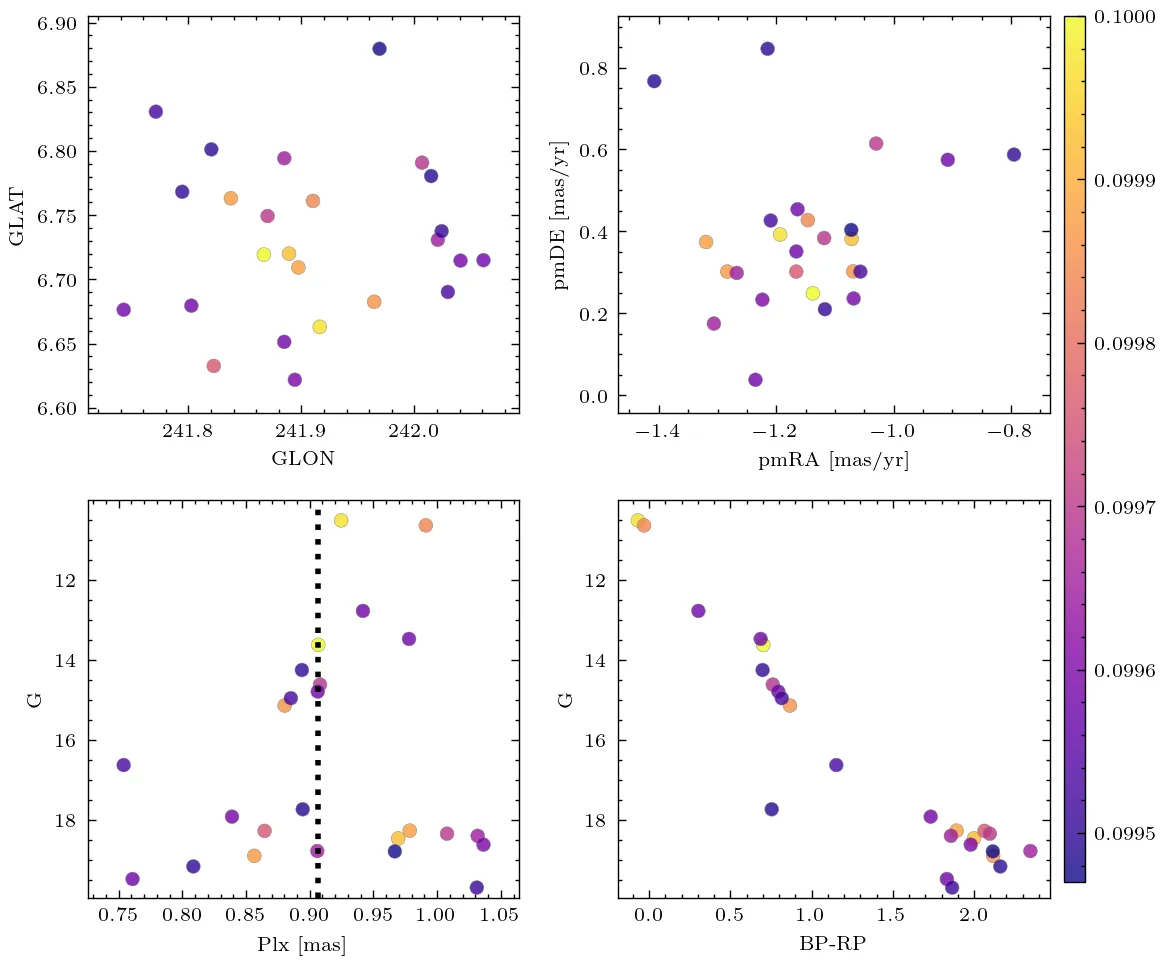 6.90
6.85
6.80
6.75
6.70
6.65
6.60
GLAT
241.8 241.9 242.0
GLON
0.8
0.6
0.4
0.2
0.0
pmDE [mas/yr]
−1.4 −1.2 −1.0 −0.8
pmRA [mas/yr]
12
14
16
18
G
0.75 0.80 0.85 0.90 0.95 1.00 1.05
Plx [mas]
12
14
16
18
G
0.0 0.5 1.0 1.5 2.0
BP-RP
0.1000
0.0999
0.0998
0.0997
0.0996
0.0995